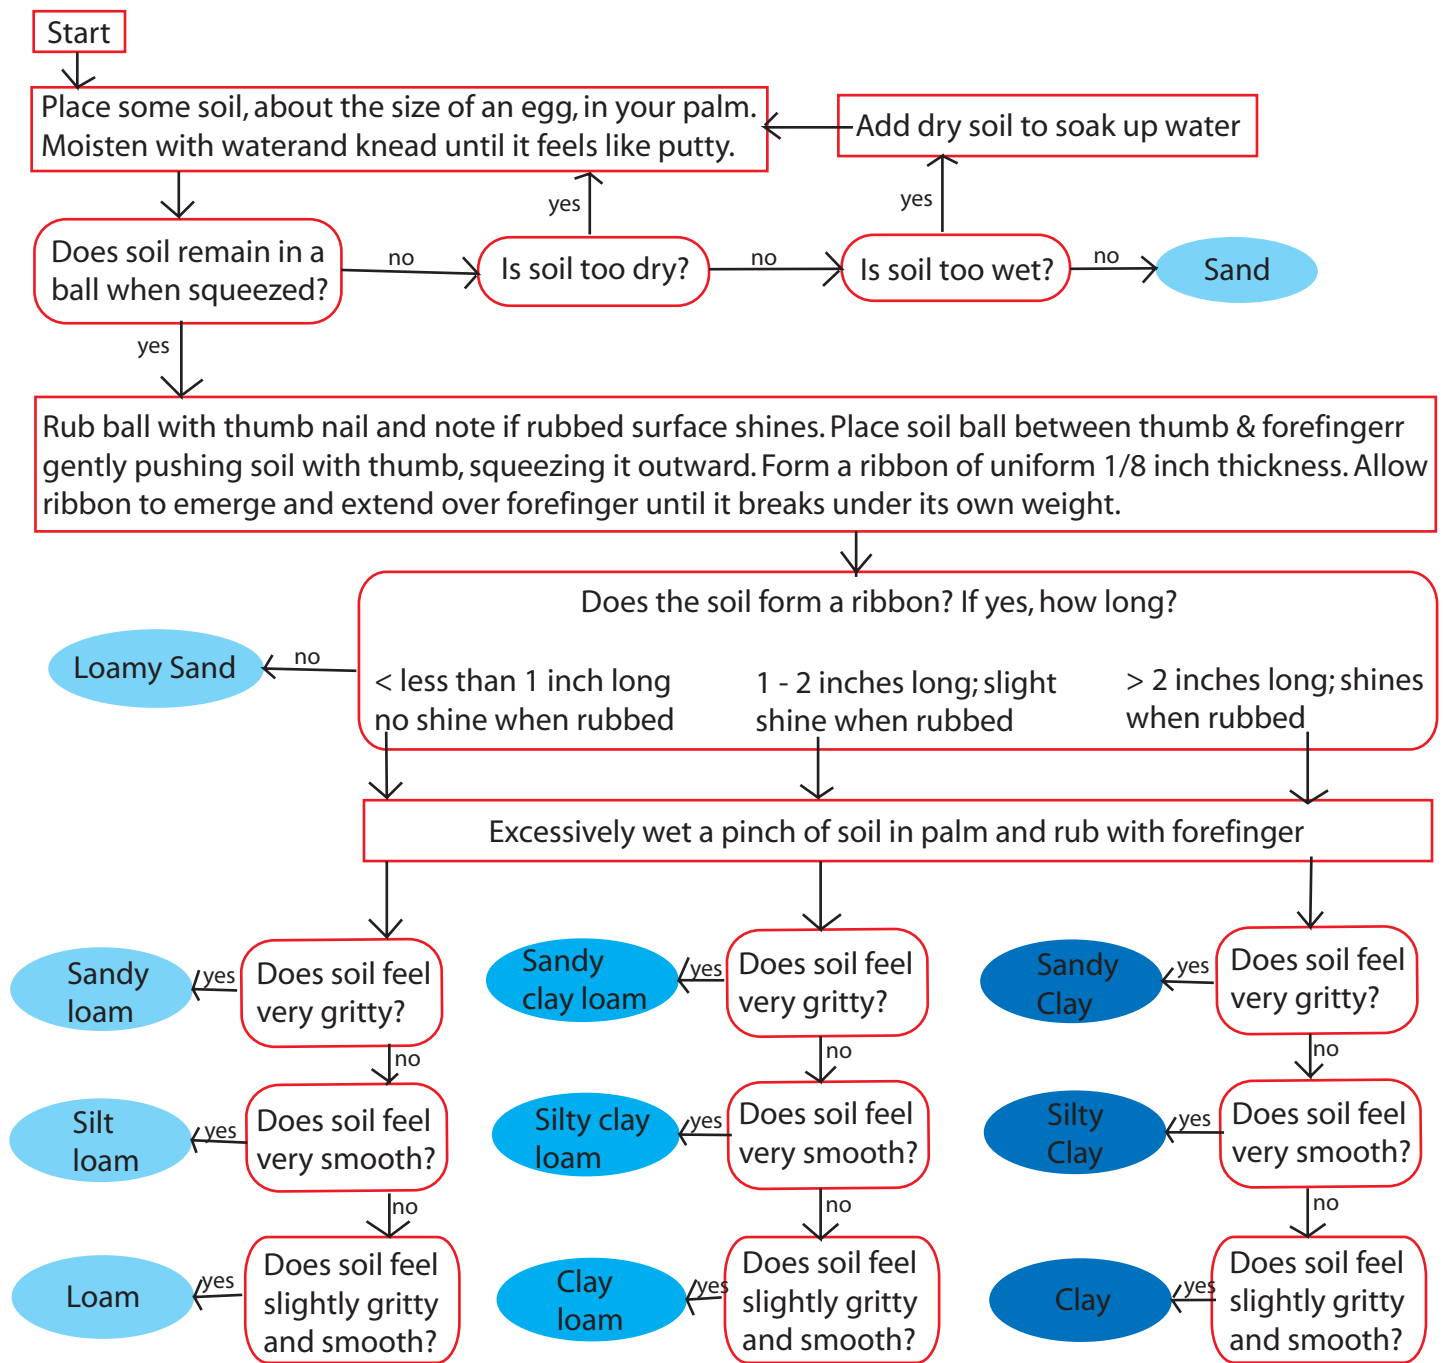 Start
Place some soil, about the size of an egg, in your palm.
Moisten with waterand knead until it feels like putty.
Add dry soil to soak up water
yes
yes
Does soil remain in a
ball when squeezed?
no
Is soil too dry?
no
Is soil too wet?
no
Sand
yes
Rub ball with thumb nail and note if rubbed surface shines. Place soil ball between thumb & forefingerr
gently pushing soil with thumb, squeezing it outward. Form a ribbon of uniform 1/8 inch thickness. Allow
ribbon to emerge and extend over forefinger until it breaks under its own weight.
Does the soil form a ribbon? If yes, how long?
Loamy Sand
no
< less than 1 inch long
no shine when rubbed
1 - 2 inches long; slight
shine when rubbed
> 2 inches long; shines
when rubbed
Excessively wet a pinch of soil in palm and rub with forefinger
Sandy
loam
yes
Does soil feel
very gritty?
Sandy
clay loam
yes
Does soil feel
very gritty?
Sandy
Clay
yes
Does soil feel
very gritty?
no
no
no
Silt
loam
yes
Does soil feel
very smooth?
Silty clay
loam
yes
Does soil feel
very smooth?
Silty
Clay
yes
Does soil feel
very smooth?
no
no
no
Loam
yes
Does soil feel
slightly gritty
and smooth?
Clay
loam
yes
Does soil feel
slightly gritty
and smooth?
Clay
yes
Does soil feel
slightly gritty
and smooth?